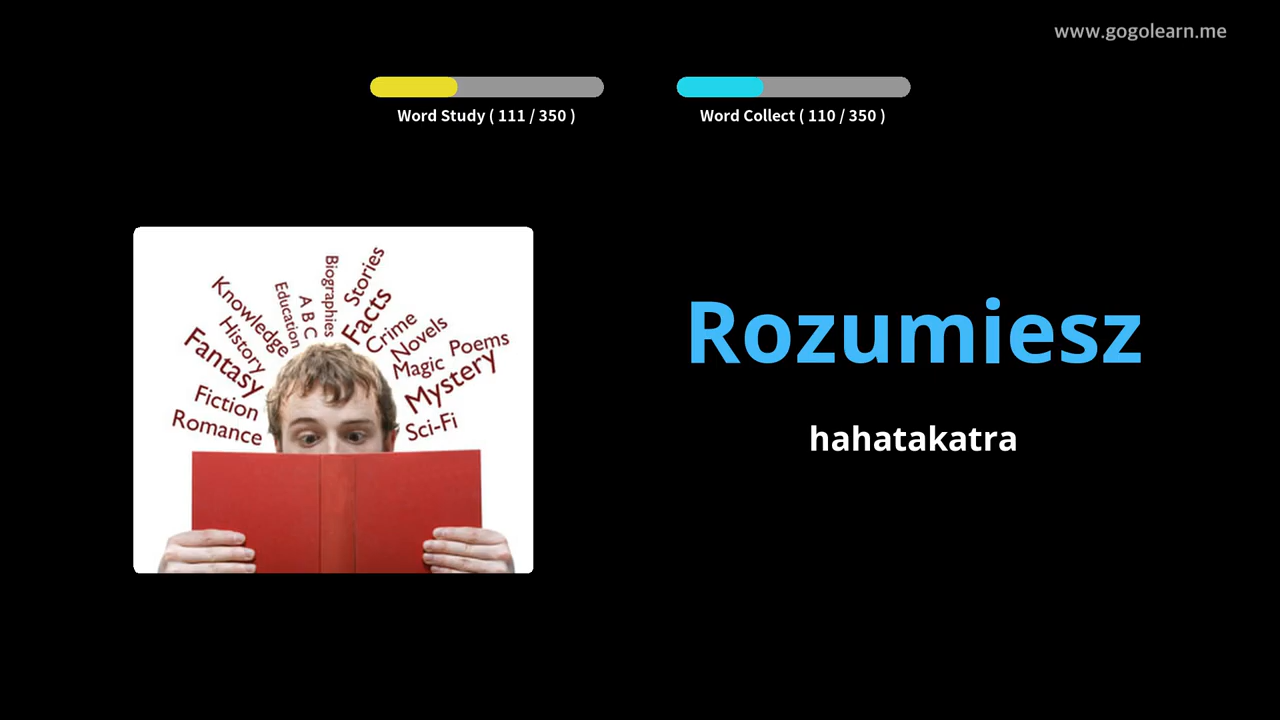 www.gogolearn.me
Word Study ( 111 / 350 )
Word Collect ( 110 / 350 )
Rozumiesz
hahatakatra
Stories
Biographies
Facts
A B C
Education
Knowledge
Crime
Novels
History
Poems
Magic
Fantasy
Mystery
Fiction
Sci-Fi
Romance